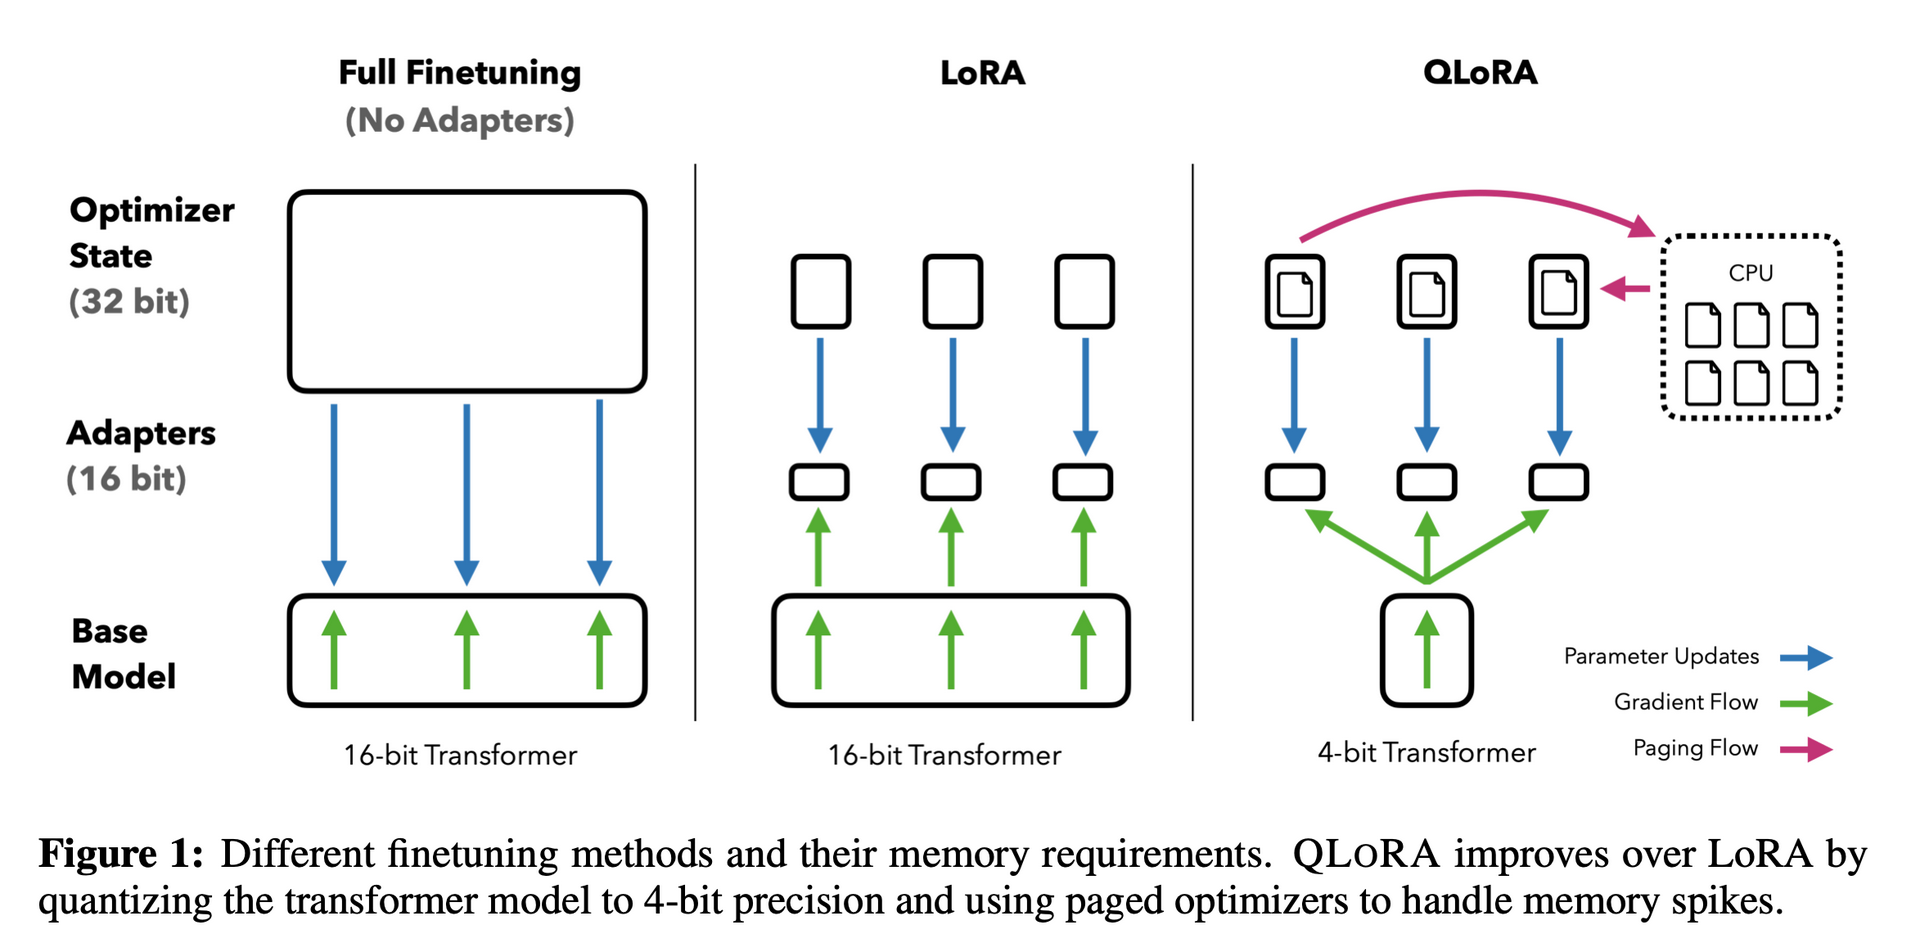 Full Finetuning
(No Adapters)
LoRA
QLoRA
Optimizer
State
(32 bit)
CPU
Adapters
(16 bit)
Base
Model
Parameter Updates
Gradient Flow
Paging Flow
16-bit Transformer
16-bit Transformer
4-bit Transformer
Figure 1: Different finetuning methods and their memory requirements. QLORA improves over LoRA by
quantizing the transformer model to 4-bit precision and using paged optimizers to handle memory spikes.